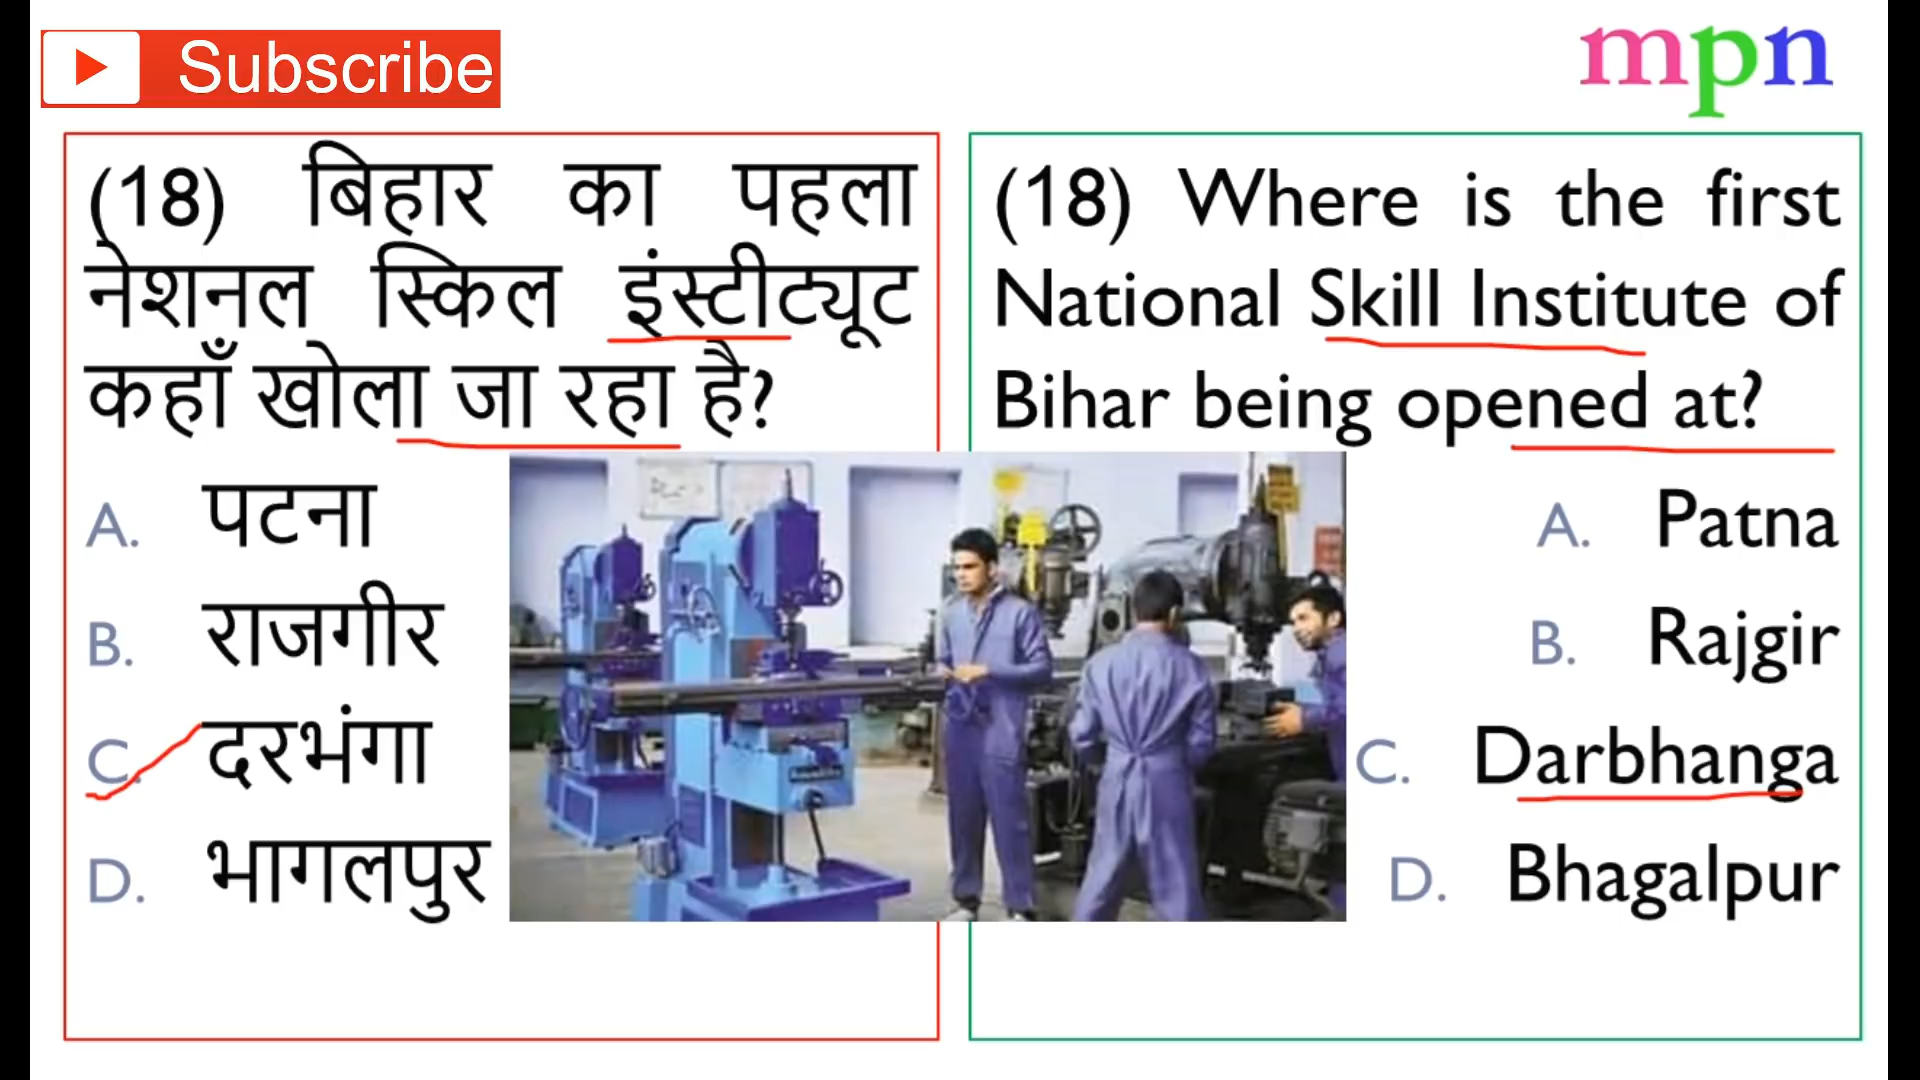 Subscribe
mpn
(18) बिहार का पहला
नेशनल स्किल इंस्टीट्यूट
कहाँ खोला जा रहा है?
A. पटना
B. राजगीर
C. दरभंगा
D. भागलपुर
(18) Where is the first
National Skill Institute of
Bihar being opened at?
A. Patna
B. Rajgir
C. Darbhanga
D. Bhagalpur